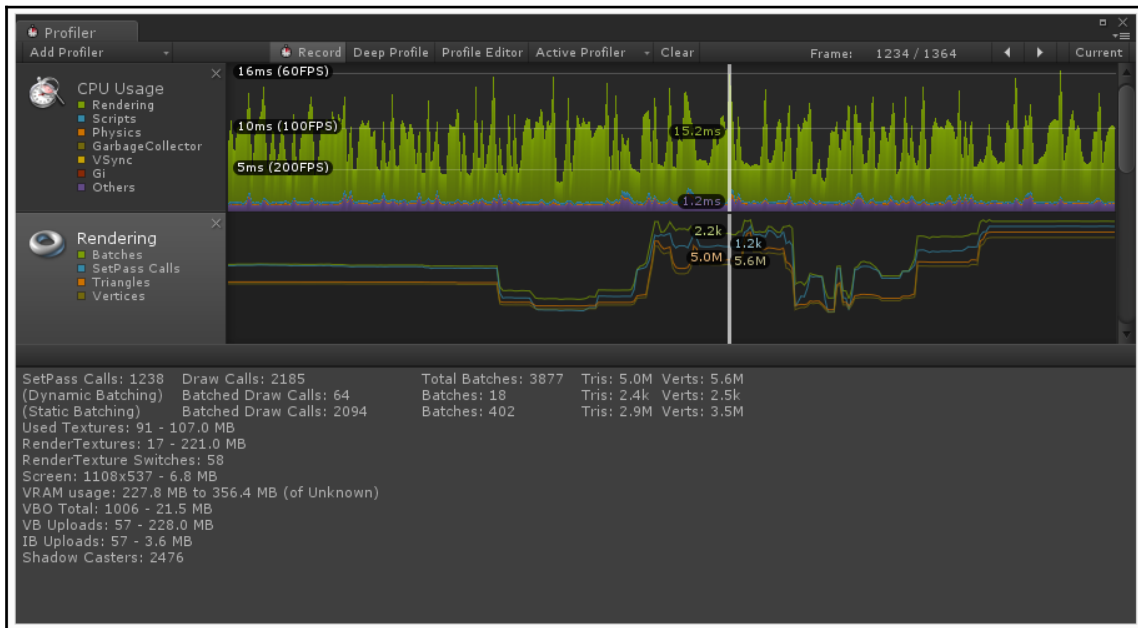 Profiler
Add Profiler Record Deep Profile Profile Editor Active Profiler Clear Frame: 1234 / 1364 Current
CPU Usage
Rendering
Scripts
Physics
GarbageCollector
VSync
Gi
Others
16ms (60FPS)
10ms (100FPS)
15.2ms
5ms (200FPS)
1.2ms
Rendering
Batches
SetPass Calls
Triangles
Vertices
2.2k
1.2k
5.0M
5.6M
SetPass Calls: 1238 Draw Calls: 2185 Total Batches: 3877 Tris: 5.0M Verts: 5.6M
(Dynamic Batching) Batched Draw Calls: 64 Batches: 18 Tris: 2.4k Verts: 2.5k
(Static Batching) Batched Draw Calls: 2094 Batches: 402 Tris: 2.9M Verts: 3.5M
Used Textures: 91 - 107.0 MB
RenderTextures: 17 - 221.0 MB
RenderTexture Switches: 58
Screen: 1108x537 - 6.8 MB
VRAM usage: 227.8 MB to 356.4 MB (of Unknown)
VBO Total: 1006 - 21.5 MB
VB Uploads: 57 - 228.0 MB
IB Uploads: 57 - 3.6 MB
Shadow Casters: 2476